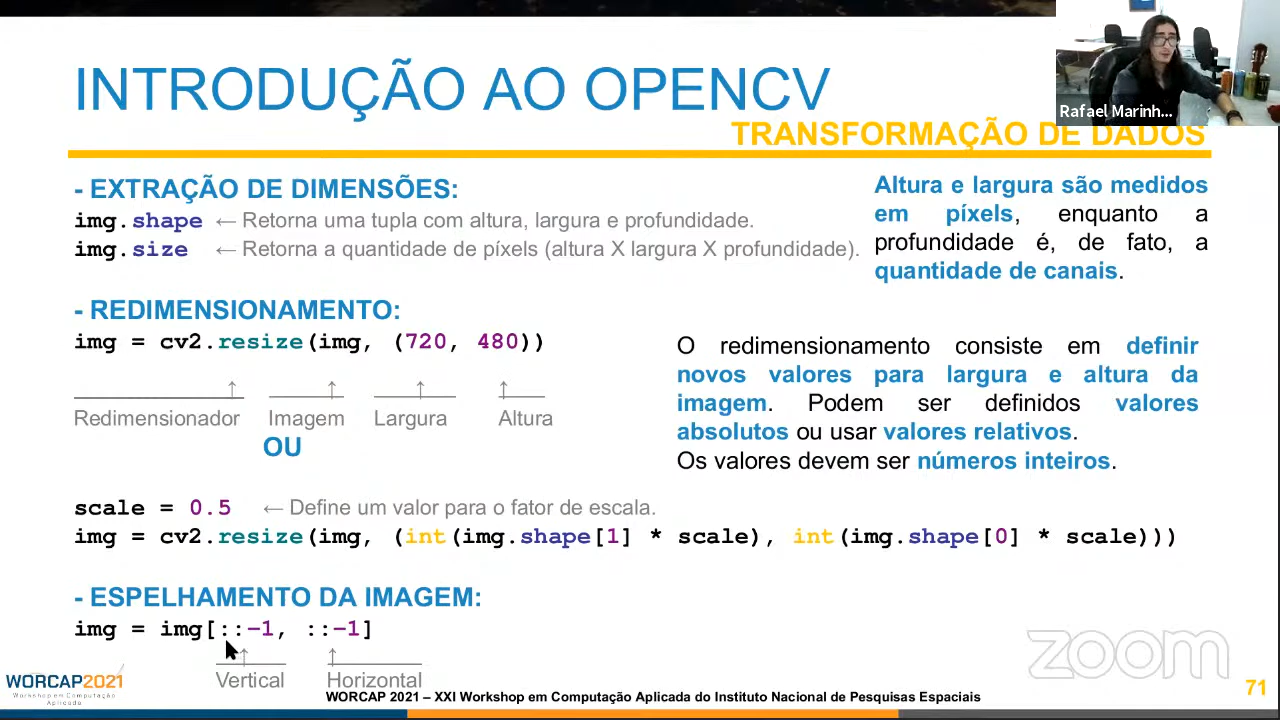 INTRODUÇÃO AO OPENCV
Rafael Marinh...
TRANSFORMAÇÃO DE DADOS
- EXTRAÇÃO DE DIMENSÕES:
img.shape ← Retorna uma tupla com altura, largura e profundidade.
img.size ← Retorna a quantidade de píxels (altura X largura X profundidade).
Altura e largura são medidos
em píxels, enquanto a
profundidade é, de fato, a
quantidade de canais.
- REDIMENSIONAMENTO:
img = cv2.resize(img, (720, 480))
Redimensionador Imagem Largura Altura
OU
O redimensionamento consiste em definir
novos valores para largura e altura da
imagem. Podem ser definidos valores
absolutos ou usar valores relativos.
Os valores devem ser números inteiros.
scale = 0.5 ← Define um valor para o fator de escala.
img = cv2.resize(img, (int(img.shape[1] * scale), int(img.shape[0] * scale)))
- ESPELHAMENTO DA IMAGEM:
img = img[::-1, ::-1]
Vertical Horizontal
zoom
WORCAP2021
Workshop em Computação
Aplicada
WORCAP 2021 – XXI Workshop em Computação Aplicada do Instituto Nacional de Pesquisas Espaciais
71